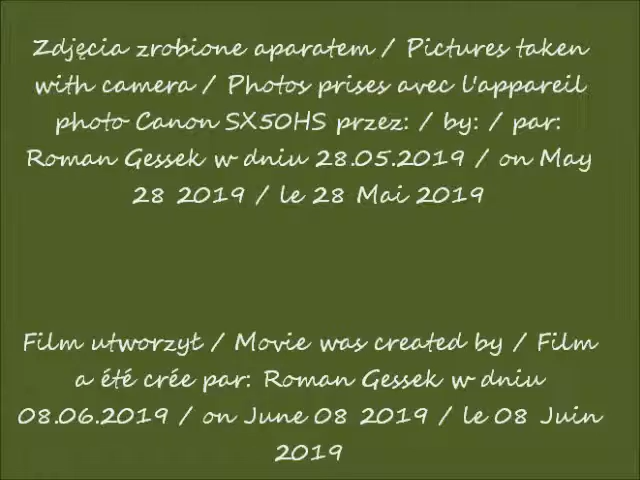 Zdjęcia zrobione aparatem / Pictures taken
with camera / Photos prises avec l'appareil
photo Canon SX50HS przez: / by: / par:
Roman Gessek w dniu 28.05.2019 / on May
28 2019 / le 28 Mai 2019
Film utworzył / Movie was created by / Film
a été crée par: Roman Gessek w dniu
08.06.2019 / on June 08 2019 / le 08 Juin
2019